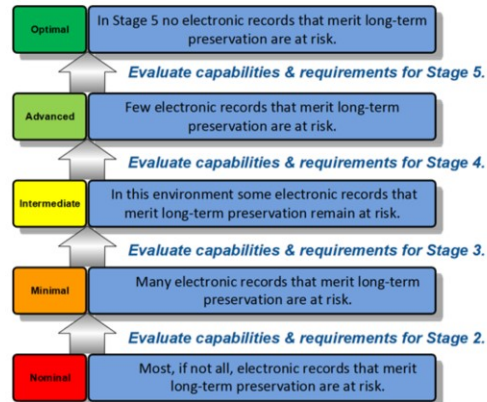 Optimal
In Stage 5 no electronic records that merit long-term
preservation are at risk.
Evaluate capabilities & requirements for Stage 5.
Advanced
Few electronic records that merit long-term
preservation are at risk.
Evaluate capabilities & requirements for Stage 4.
Intermediate
In this environment some electronic records that
merit long-term preservation remain at risk.
Evaluate capabilities & requirements for Stage 3.
Minimal
Many electronic records that merit long-term
preservation are at risk.
Evaluate capabilities & requirements for Stage 2.
Nominal
Most, if not all, electronic records that merit
long-term preservation are at risk.